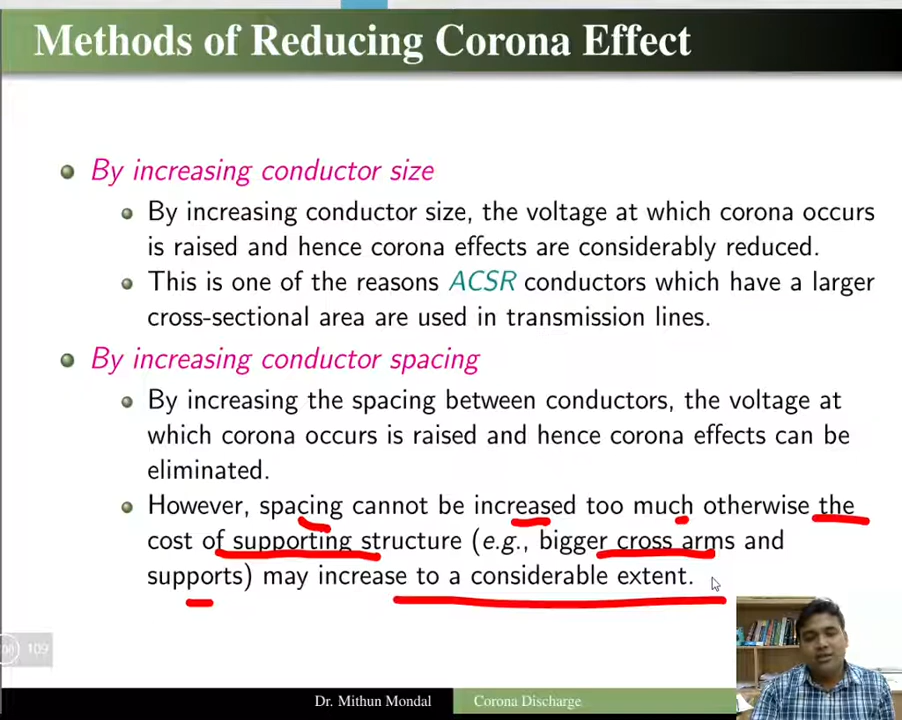 Methods of Reducing Corona Effect
By increasing conductor size
By increasing conductor size, the voltage at which corona occurs
is raised and hence corona effects are considerably reduced.
This is one of the reasons ACSR conductors which have a larger
cross-sectional area are used in transmission lines.
By increasing conductor spacing
By increasing the spacing between conductors, the voltage at
which corona occurs is raised and hence corona effects can be
eliminated.
However, spacing cannot be increased too much otherwise the
cost of supporting structure (e.g., bigger cross arms and
supports) may increase to a considerable extent.
109
Dr. Mithun Mondal
Corona Discharge